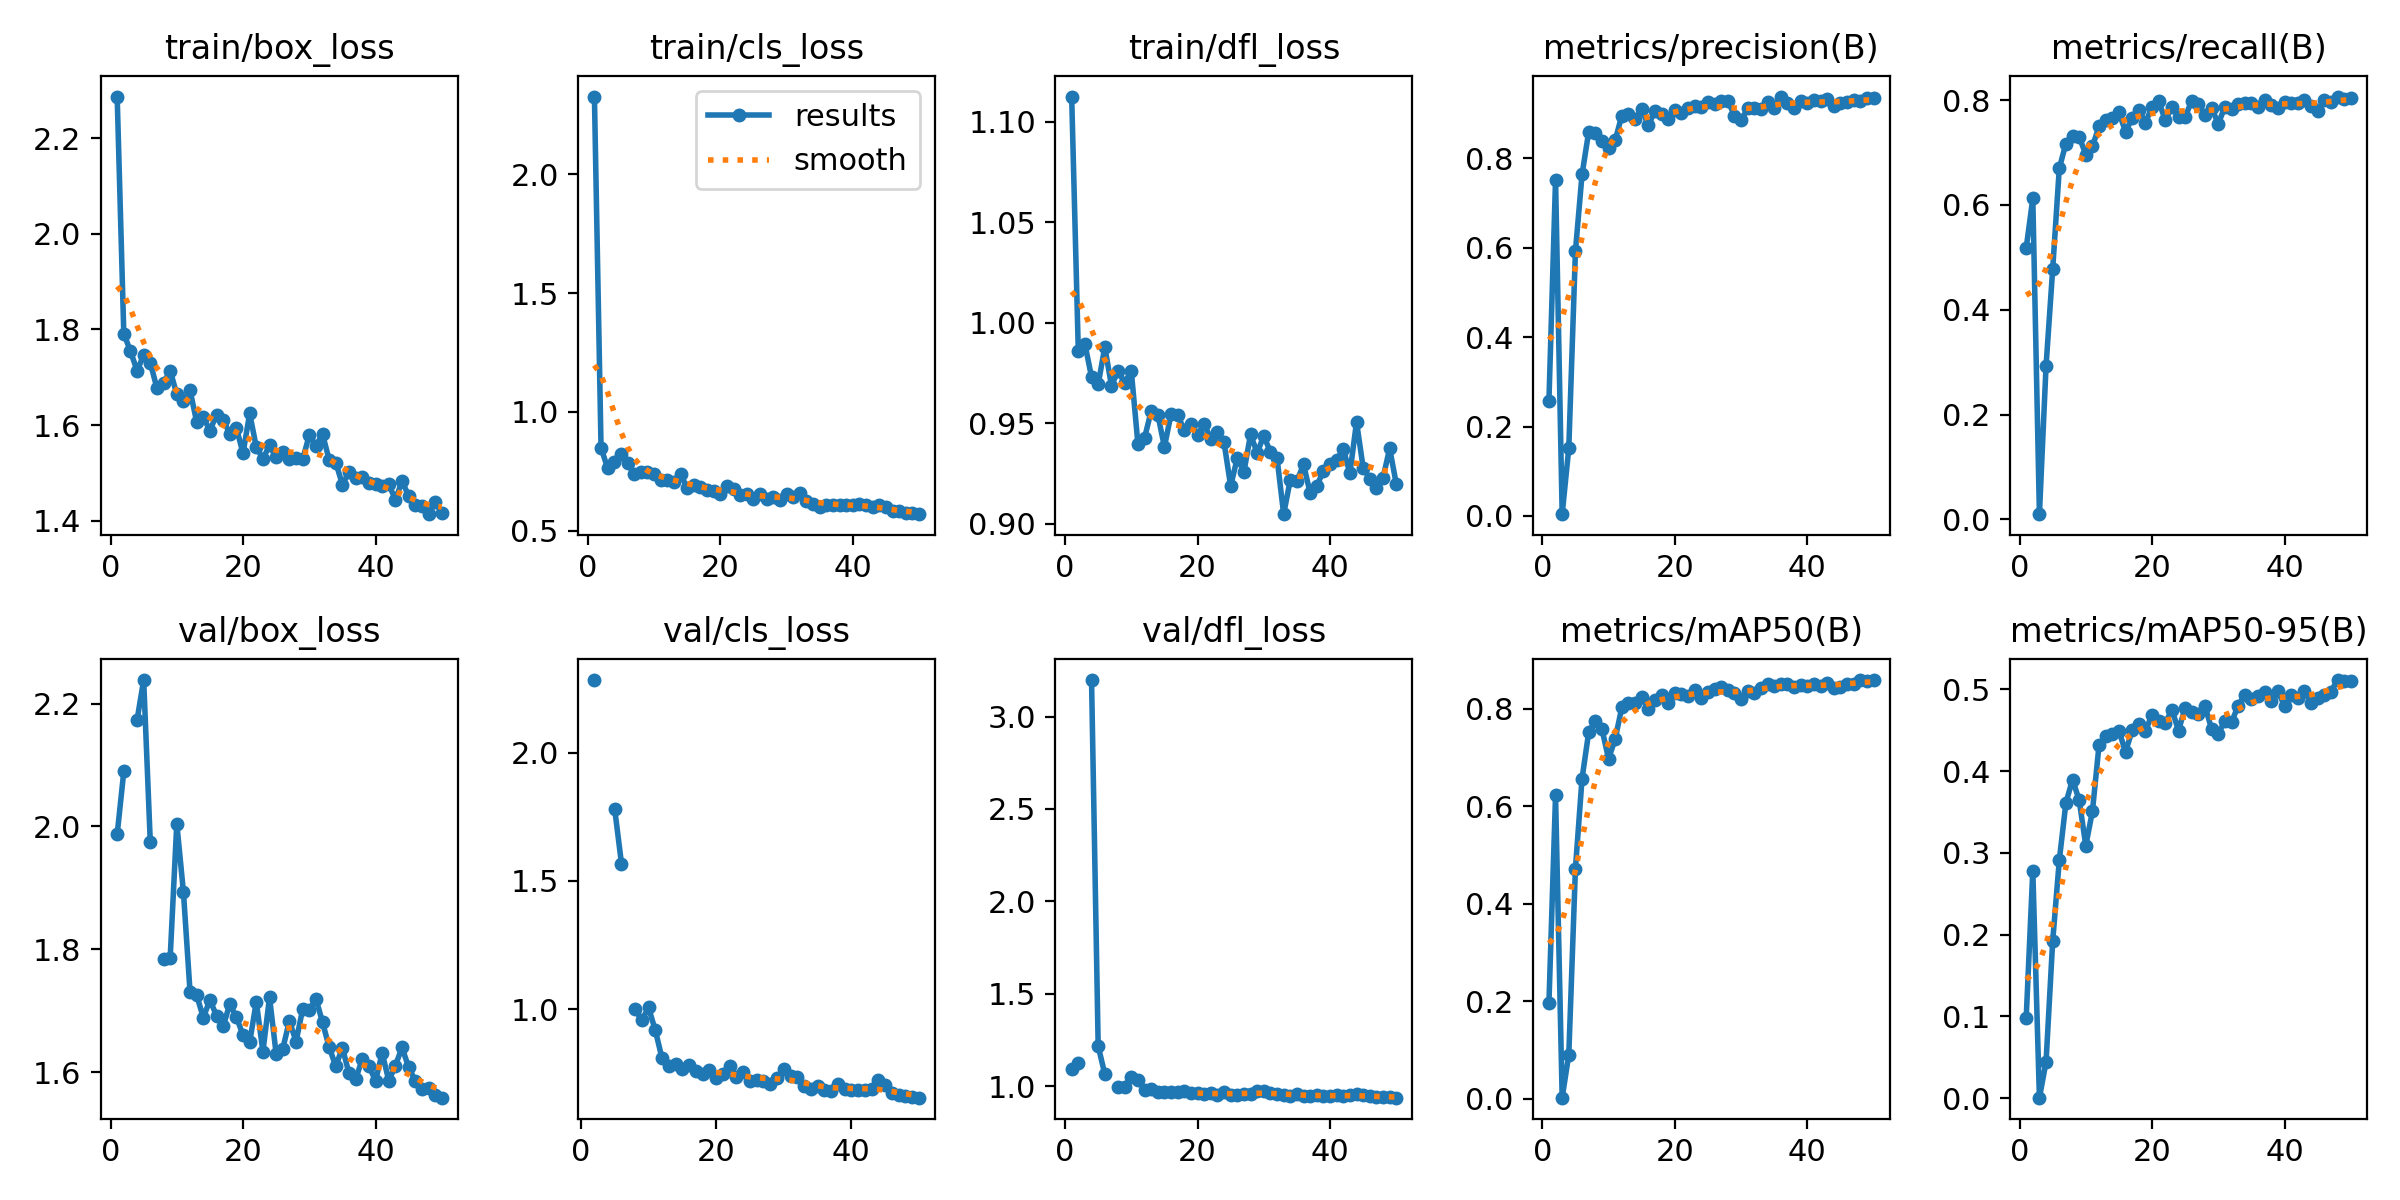 train/box_loss
2.2
2.0
1.8
1.6
1.4
0 20 40
train/cls_loss
results
smooth
2.0
1.5
1.0
0.5
0 20 40
train/dfl_loss
1.10
1.05
1.00
0.95
0.90
0 20 40
metrics/precision(B)
0.8
0.6
0.4
0.2
0.0
0 20 40
metrics/recall(B)
0.8
0.6
0.4
0.2
0.0
0 20 40
val/box_loss
2.2
2.0
1.8
1.6
0 20 40
val/cls_loss
2.0
1.5
1.0
0 20 40
val/dfl_loss
3.0
2.5
2.0
1.5
1.0
0 20 40
metrics/mAP50(B)
0.8
0.6
0.4
0.2
0.0
0 20 40
metrics/mAP50-95(B)
0.5
0.4
0.3
0.2
0.1
0.0
0 20 40